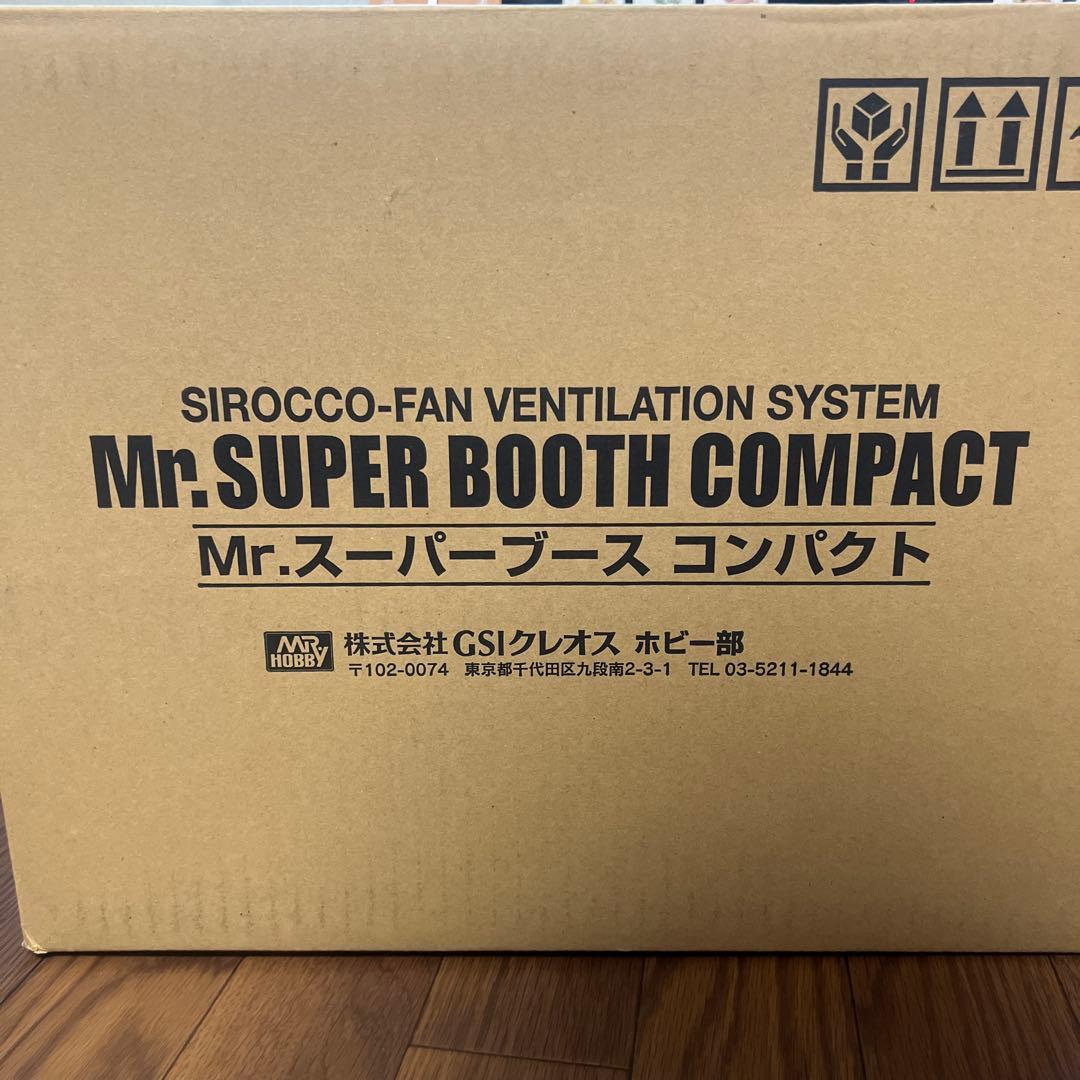 SIROCCO-FAN VENTILATION SYSTEM
Mr.SUPER BOOTH COMPACT
Mr.スーパーブース コンパクト
MR HOBBY 株式会社 GSIクレオス ホビー部
〒102-0074 東京都千代田区九段南2-3-1 TEL 03-5211-1844